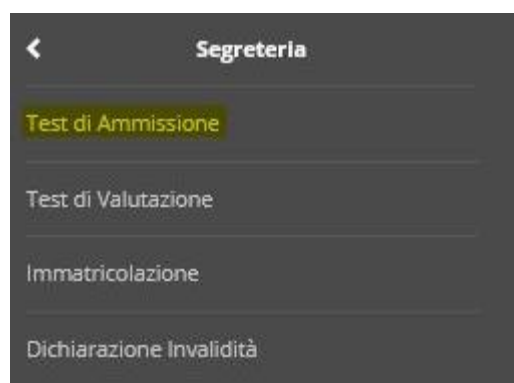 Segreteria
Test di Ammissione
Test di Valutazione
Immatricolazione
Dichiarazione Invalidità